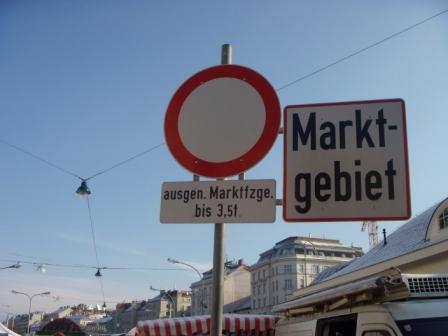 ausgen. Marktfzge.
bis 3,5t
Markt-
gebiet